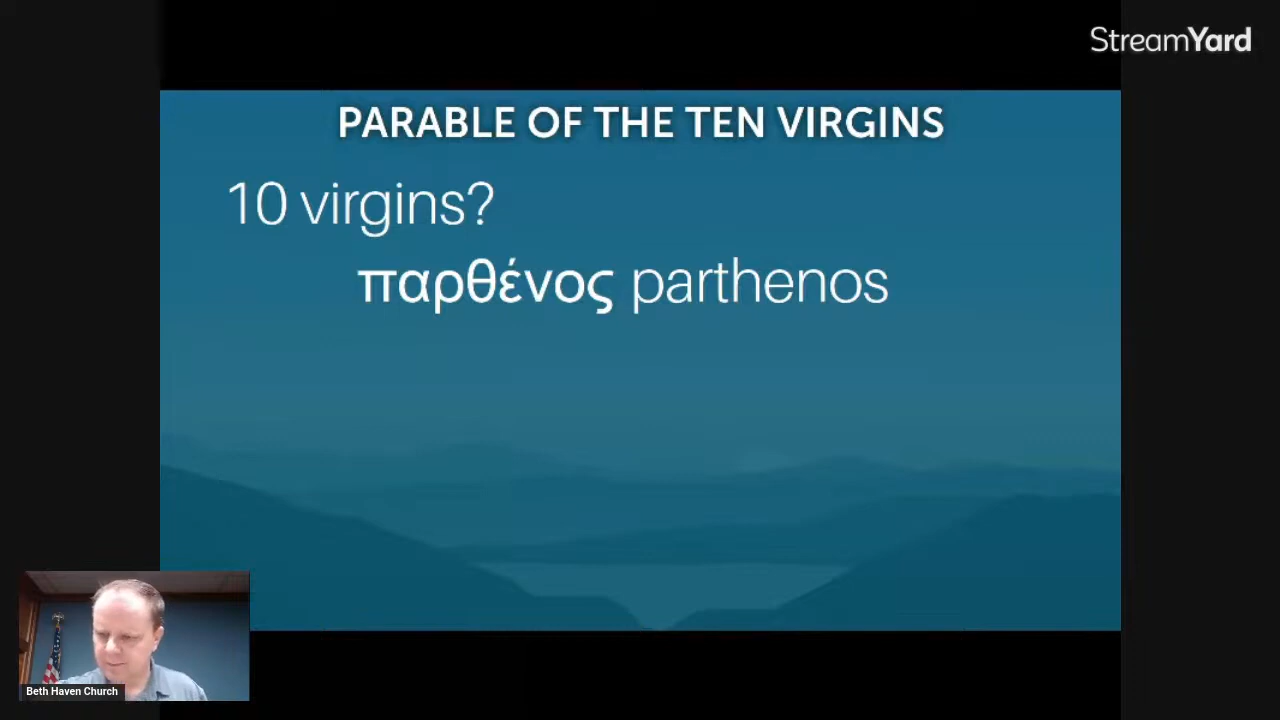 StreamYard
PARABLE OF THE TEN VIRGINS
10 virgins?
παρθένος parthenos
Beth Haven Church